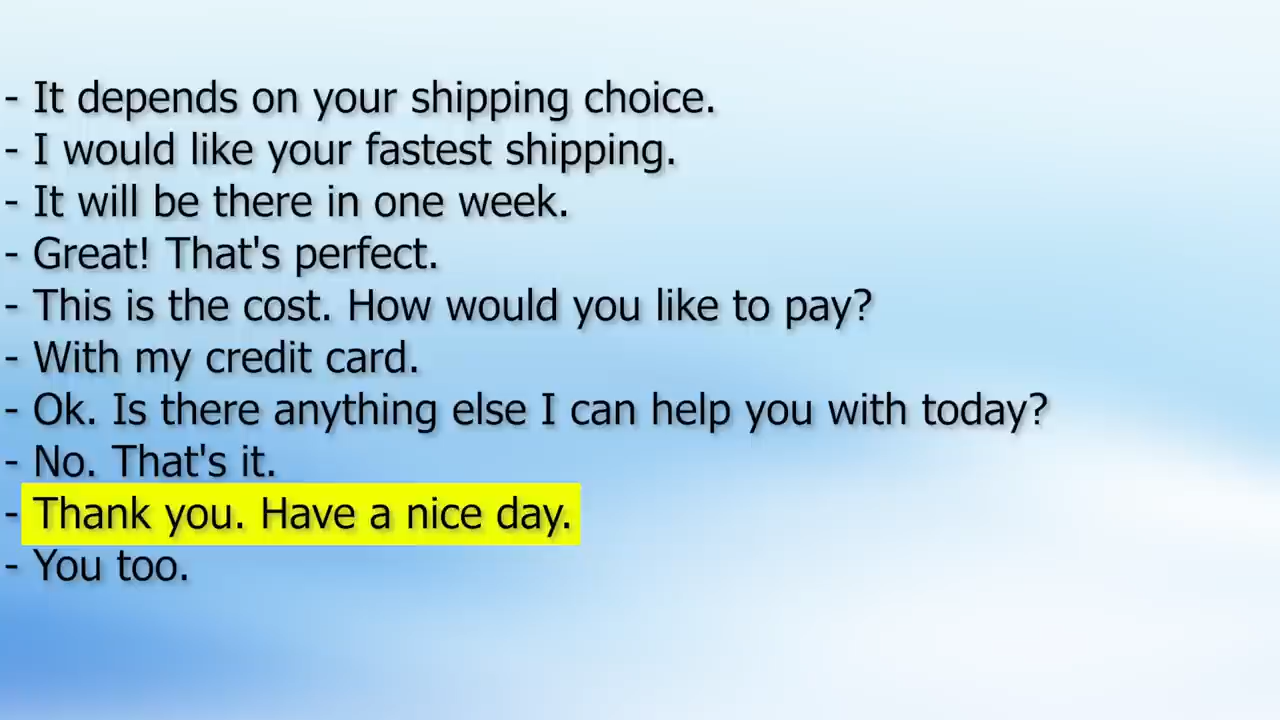 - It depends on your shipping choice.
- I would like your fastest shipping.
- It will be there in one week.
- Great! That's perfect.
- This is the cost. How would you like to pay?
- With my credit card.
- Ok. Is there anything else I can help you with today?
- No. That's it.
- Thank you. Have a nice day.
- You too.